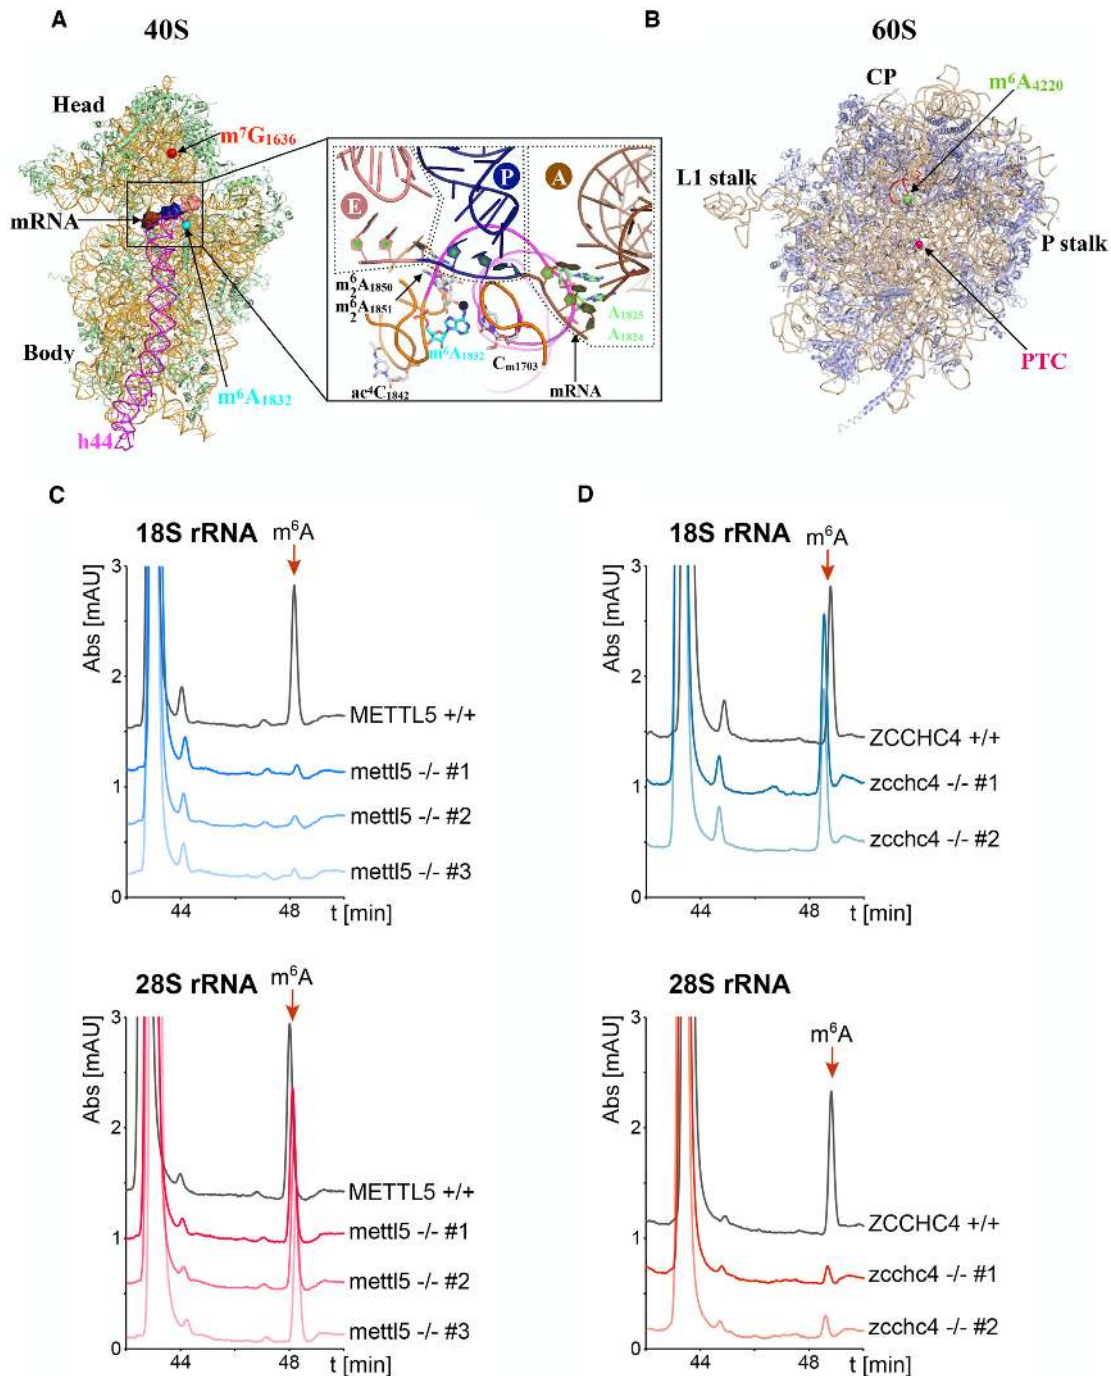 A
40S
Head
m⁷G₁₆₃₆
mRNA
Body
m⁶A₁₈₃₂
h44
E
P
A
m⁶₂A₁₈₅₀
m⁶₂A₁₈₅₁
m⁶A₁₈₃₂
ac⁴C₁₈₄₂
Cm1703
A₁₈₂₅
A₁₈₂₄
mRNA
B
60S
CP
m⁶A₄₂₂₀
L1 stalk
P stalk
PTC
C
18S rRNA
m⁶A
Abs [mAU]
3
2
1
0
METTL5 +/+
mettl5 -/- #1
mettl5 -/- #2
mettl5 -/- #3
44
48
t [min]
28S rRNA
m⁶A
Abs [mAU]
3
2
1
0
METTL5 +/+
mettl5 -/- #1
mettl5 -/- #2
mettl5 -/- #3
44
48
t [min]
D
18S rRNA
m⁶A
Abs [mAU]
3
2
1
0
ZCCHC4 +/+
zcchc4 -/- #1
zcchc4 -/- #2
44
48
t [min]
28S rRNA
m⁶A
Abs [mAU]
3
2
1
0
ZCCHC4 +/+
zcchc4 -/- #1
zcchc4 -/- #2
44
48
t [min]